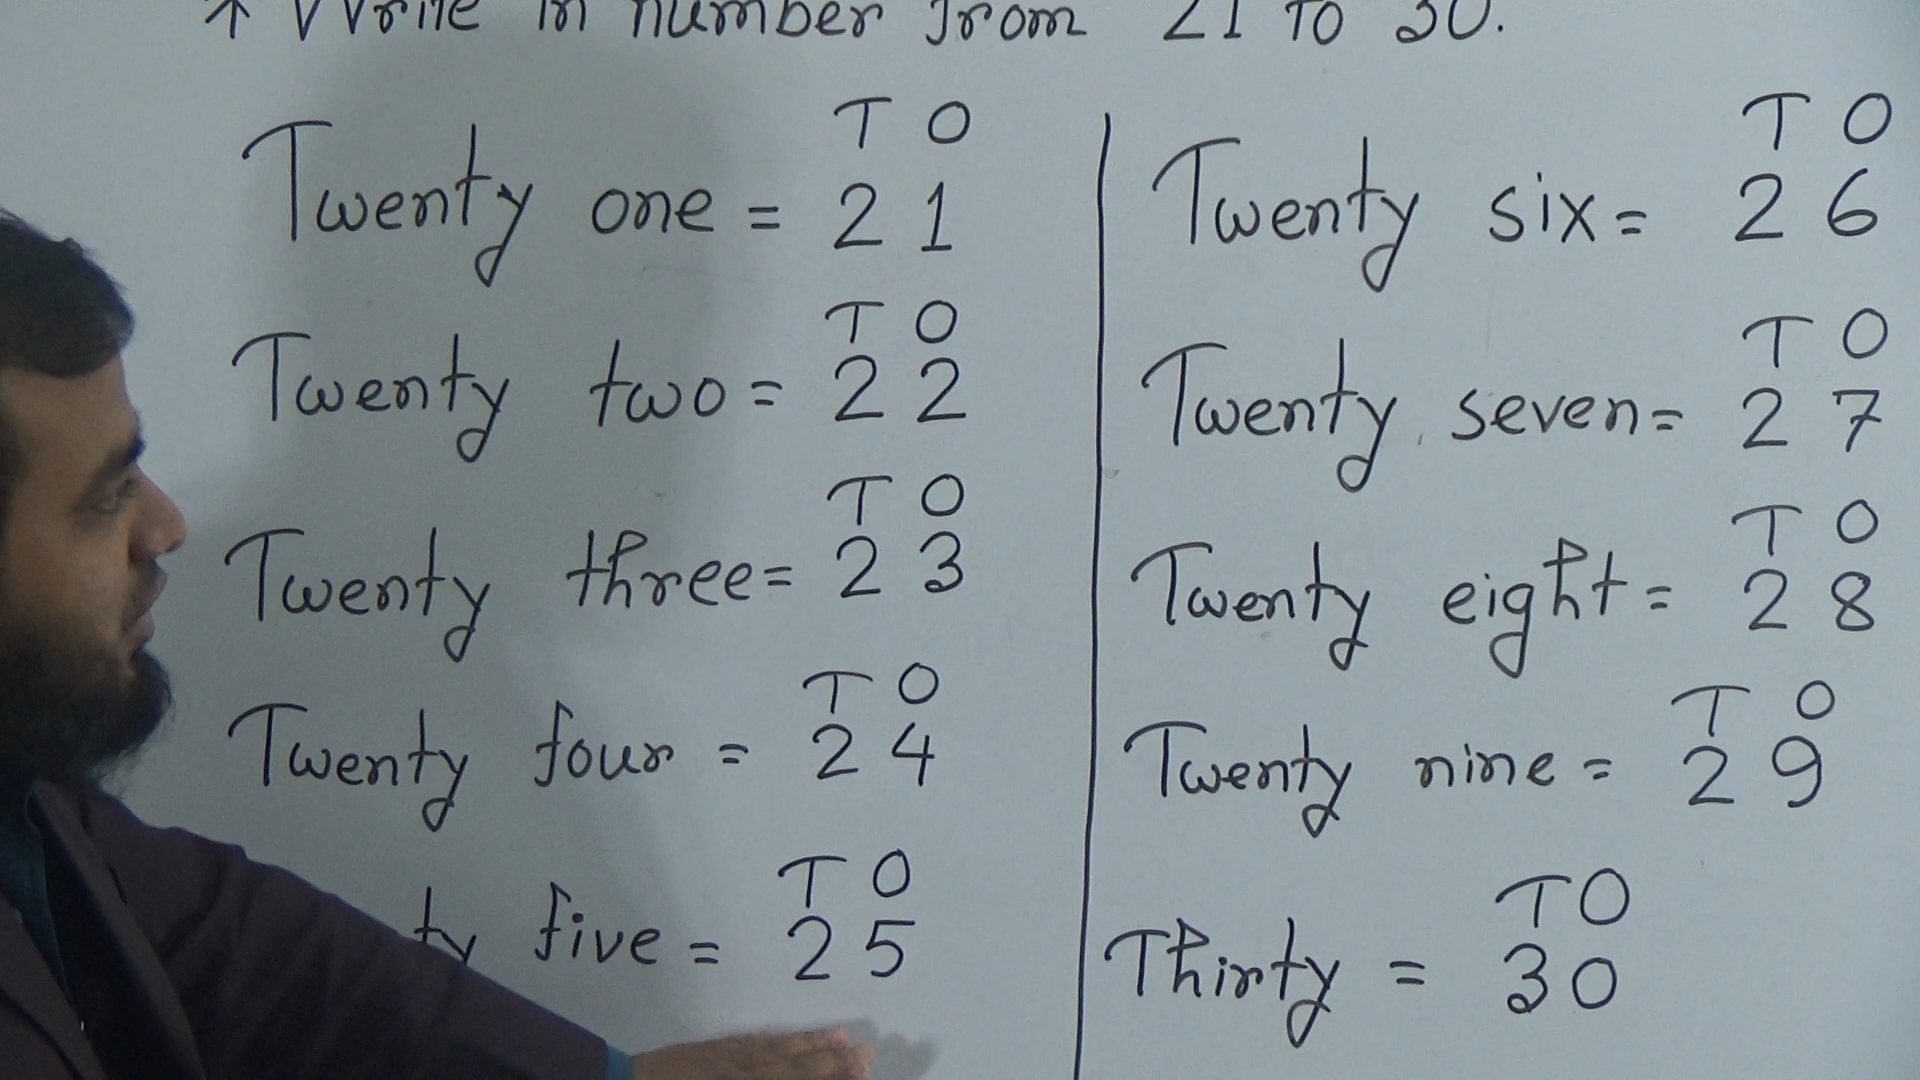 * Write in number from 21 to 30.
T O
Twenty one = 2 1
T O
Twenty two = 2 2
T O
Twenty three = 2 3
T O
Twenty four = 2 4
T O
ty five = 2 5
T O
Twenty six = 2 6
T O
Twenty seven = 2 7
T O
Twenty eight = 2 8
T O
Twenty nine = 2 9
T O
Thirty = 3 0